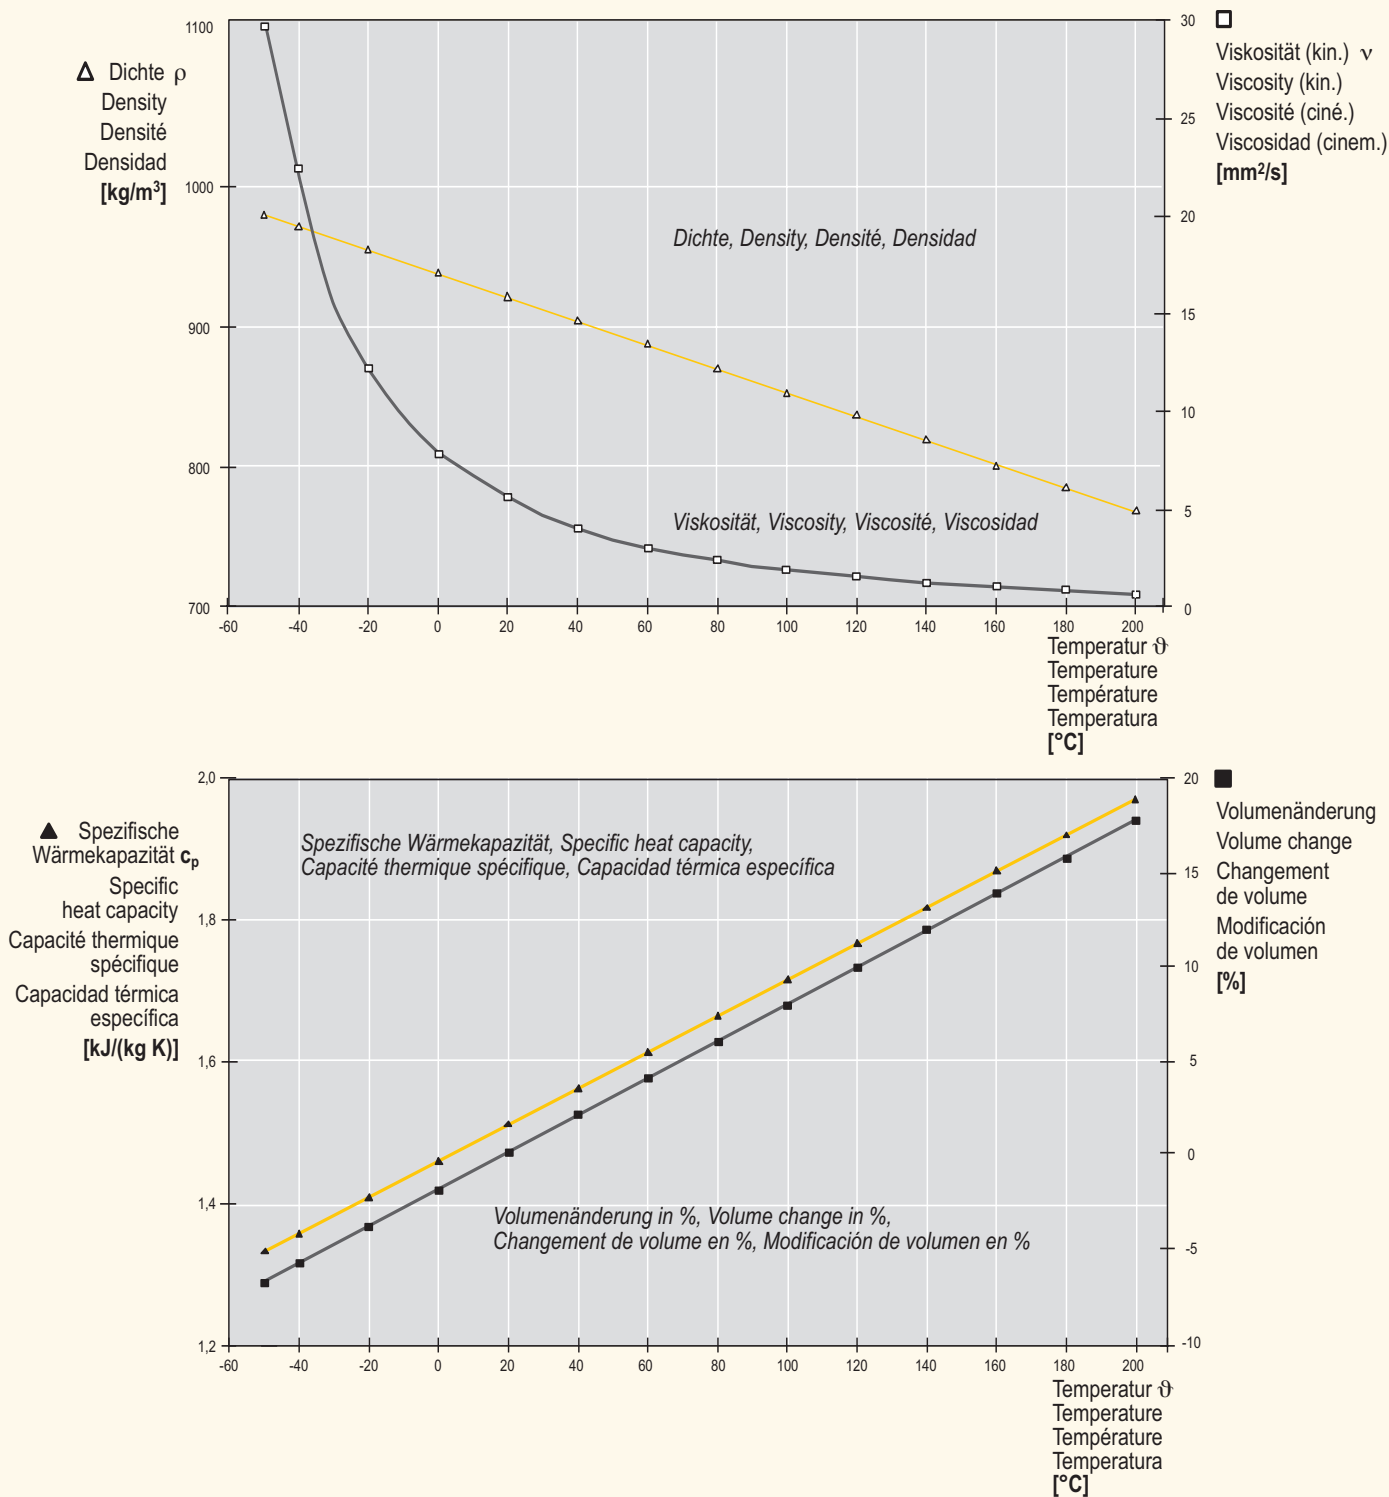 Dichte ρ
Density
Densité
Densidad
[kg/m³]
1100
1000
900
800
700
30
25
20
15
10
5
0
Viskosität (kin.) ν
Viscosity (kin.)
Viscosité (ciné.)
Viscosidad (cinem.)
[mm²/s]
Dichte, Density, Densité, Densidad
Viskosität, Viscosity, Viscosité, Viscosidad
-60 -40 -20 0 20 40 60 80 100 120 140 160 180 200
Temperatur ϑ
Temperature
Température
Temperatura
[°C]
2,0
1,8
1,6
1,4
1,2
Spezifische
Wärmekapazität cₚ
Specific
heat capacity
Capacité thermique
spécifique
Capacidad térmica
específica
[kJ/(kg K)]
Spezifische Wärmekapazität, Specific heat capacity,
Capacité thermique spécifique, Capacidad térmica específica
Volumenänderung in %, Volume change in %,
Changement de volume en %, Modificación de volumen en %
20
15
10
5
0
-5
-10
Volumenänderung
Volume change
Changement
de volume
Modificación
de volumen
[%]
-60 -40 -20 0 20 40 60 80 100 120 140 160 180 200
Temperatur ϑ
Temperature
Température
Temperatura
[°C]